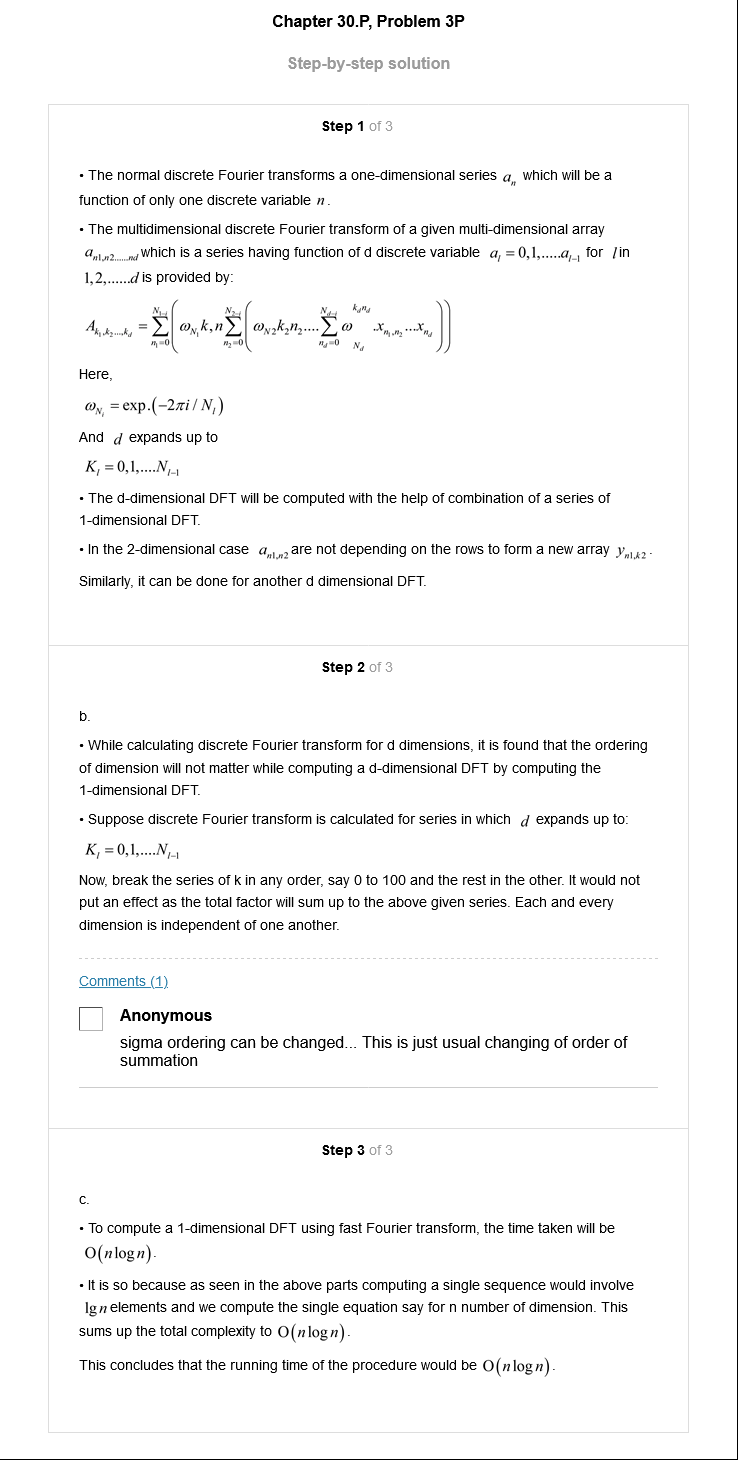 Chapter 30.P, Problem 3P
Step-by-step solution
Step 1 of 3
• The normal discrete Fourier transforms a one-dimensional series a_n which will be a
function of only one discrete variable n.
• The multidimensional discrete Fourier transform of a given multi-dimensional array
a_{n1,n2......nd} which is a series having function of d discrete variable a_l = 0,1,.....a_{l–1} for l in
1,2,......d is provided by:
A_{k_1,k_2...,k_d} = \sum_{n_1=0}^{N_{1-i}} ( ω_{N_1} k,n \sum_{n_2=0}^{N_{2-i}} ( ω_{N2} k_2 n_2 .... \sum_{n_d=0}^{N_{d-i}} ω_{N_d}^{k_d n_d} .x_{n_1,n_2} ...x_{n_d} ))
Here,
ω_{N_l} = exp.(−2πi / N_l)
And d expands up to
K_l = 0,1,....N_{l–1}
• The d-dimensional DFT will be computed with the help of combination of a series of
1-dimensional DFT.
• In the 2-dimensional case a_{n1,n2} are not depending on the rows to form a new array y_{n1,k2}.
Similarly, it can be done for another d dimensional DFT.
Step 2 of 3
b.
• While calculating discrete Fourier transform for d dimensions, it is found that the ordering
of dimension will not matter while computing a d-dimensional DFT by computing the
1-dimensional DFT.
• Suppose discrete Fourier transform is calculated for series in which d expands up to:
K_l = 0,1,....N_{l–1}
Now, break the series of k in any order, say 0 to 100 and the rest in the other. It would not
put an effect as the total factor will sum up to the above given series. Each and every
dimension is independent of one another.
Comments (1)
Anonymous
sigma ordering can be changed... This is just usual changing of order of
summation
Step 3 of 3
c.
• To compute a 1-dimensional DFT using fast Fourier transform, the time taken will be
O(n log n).
• It is so because as seen in the above parts computing a single sequence would involve
lg n elements and we compute the single equation say for n number of dimension. This
sums up the total complexity to O(n log n).
This concludes that the running time of the procedure would be O(n log n).